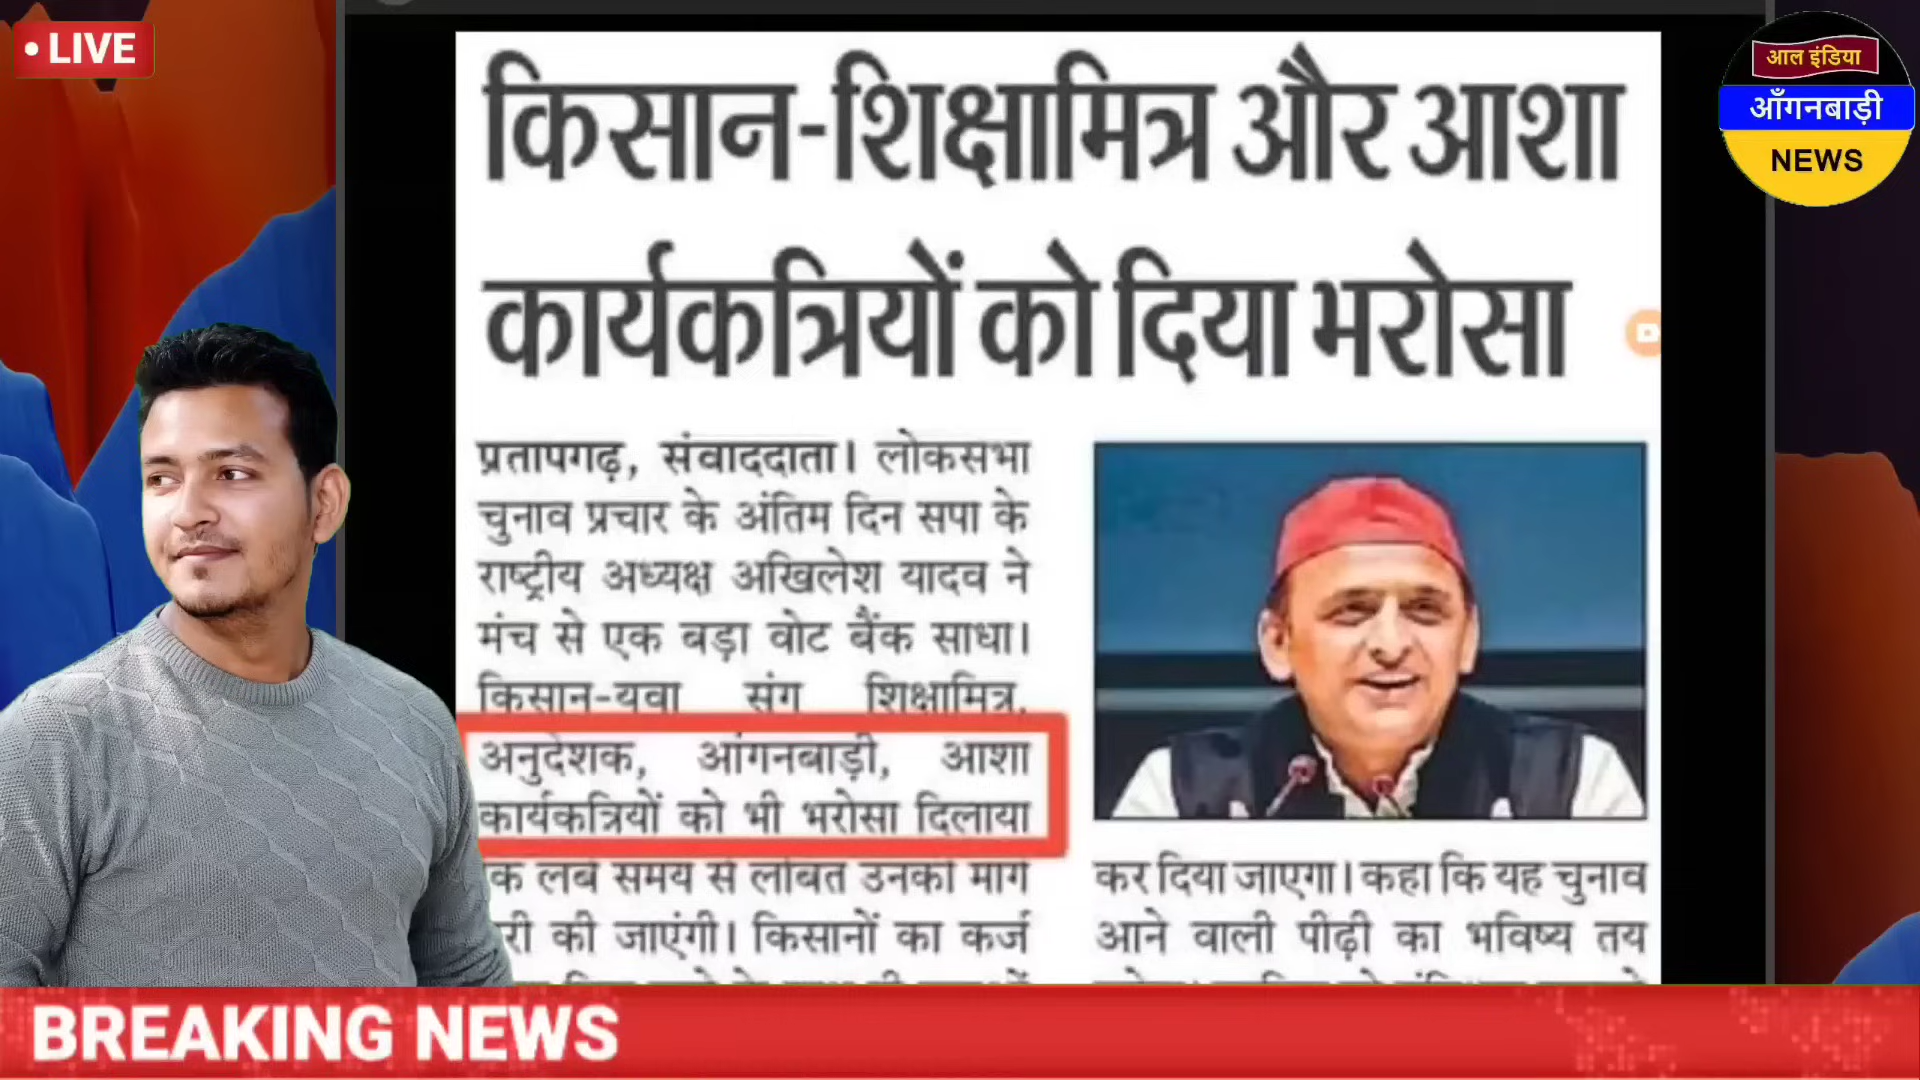 LIVE
आल इंडिया
आँगनबाड़ी
NEWS
किसान-शिक्षामित्र और आशा
कार्यकत्रियों को दिया भरोसा
प्रतापगढ़, संवाददाता। लोकसभा
चुनाव प्रचार के अंतिम दिन सपा के
राष्ट्रीय अध्यक्ष अखिलेश यादव ने
मंच से एक बड़ा वोट बैंक साधा।
किसान-युवा संग शिक्षामित्र,
अनुदेशक, आंगनबाड़ी, आशा
कार्यकत्रियों को भी भरोसा दिलाया
कि लंबे समय से लंबित उनकी मांगें
की जाएंगी। किसानों का कर्ज
कर दिया जाएगा। कहा कि यह चुनाव
आने वाली पीढ़ी का भविष्य तय
BREAKING NEWS